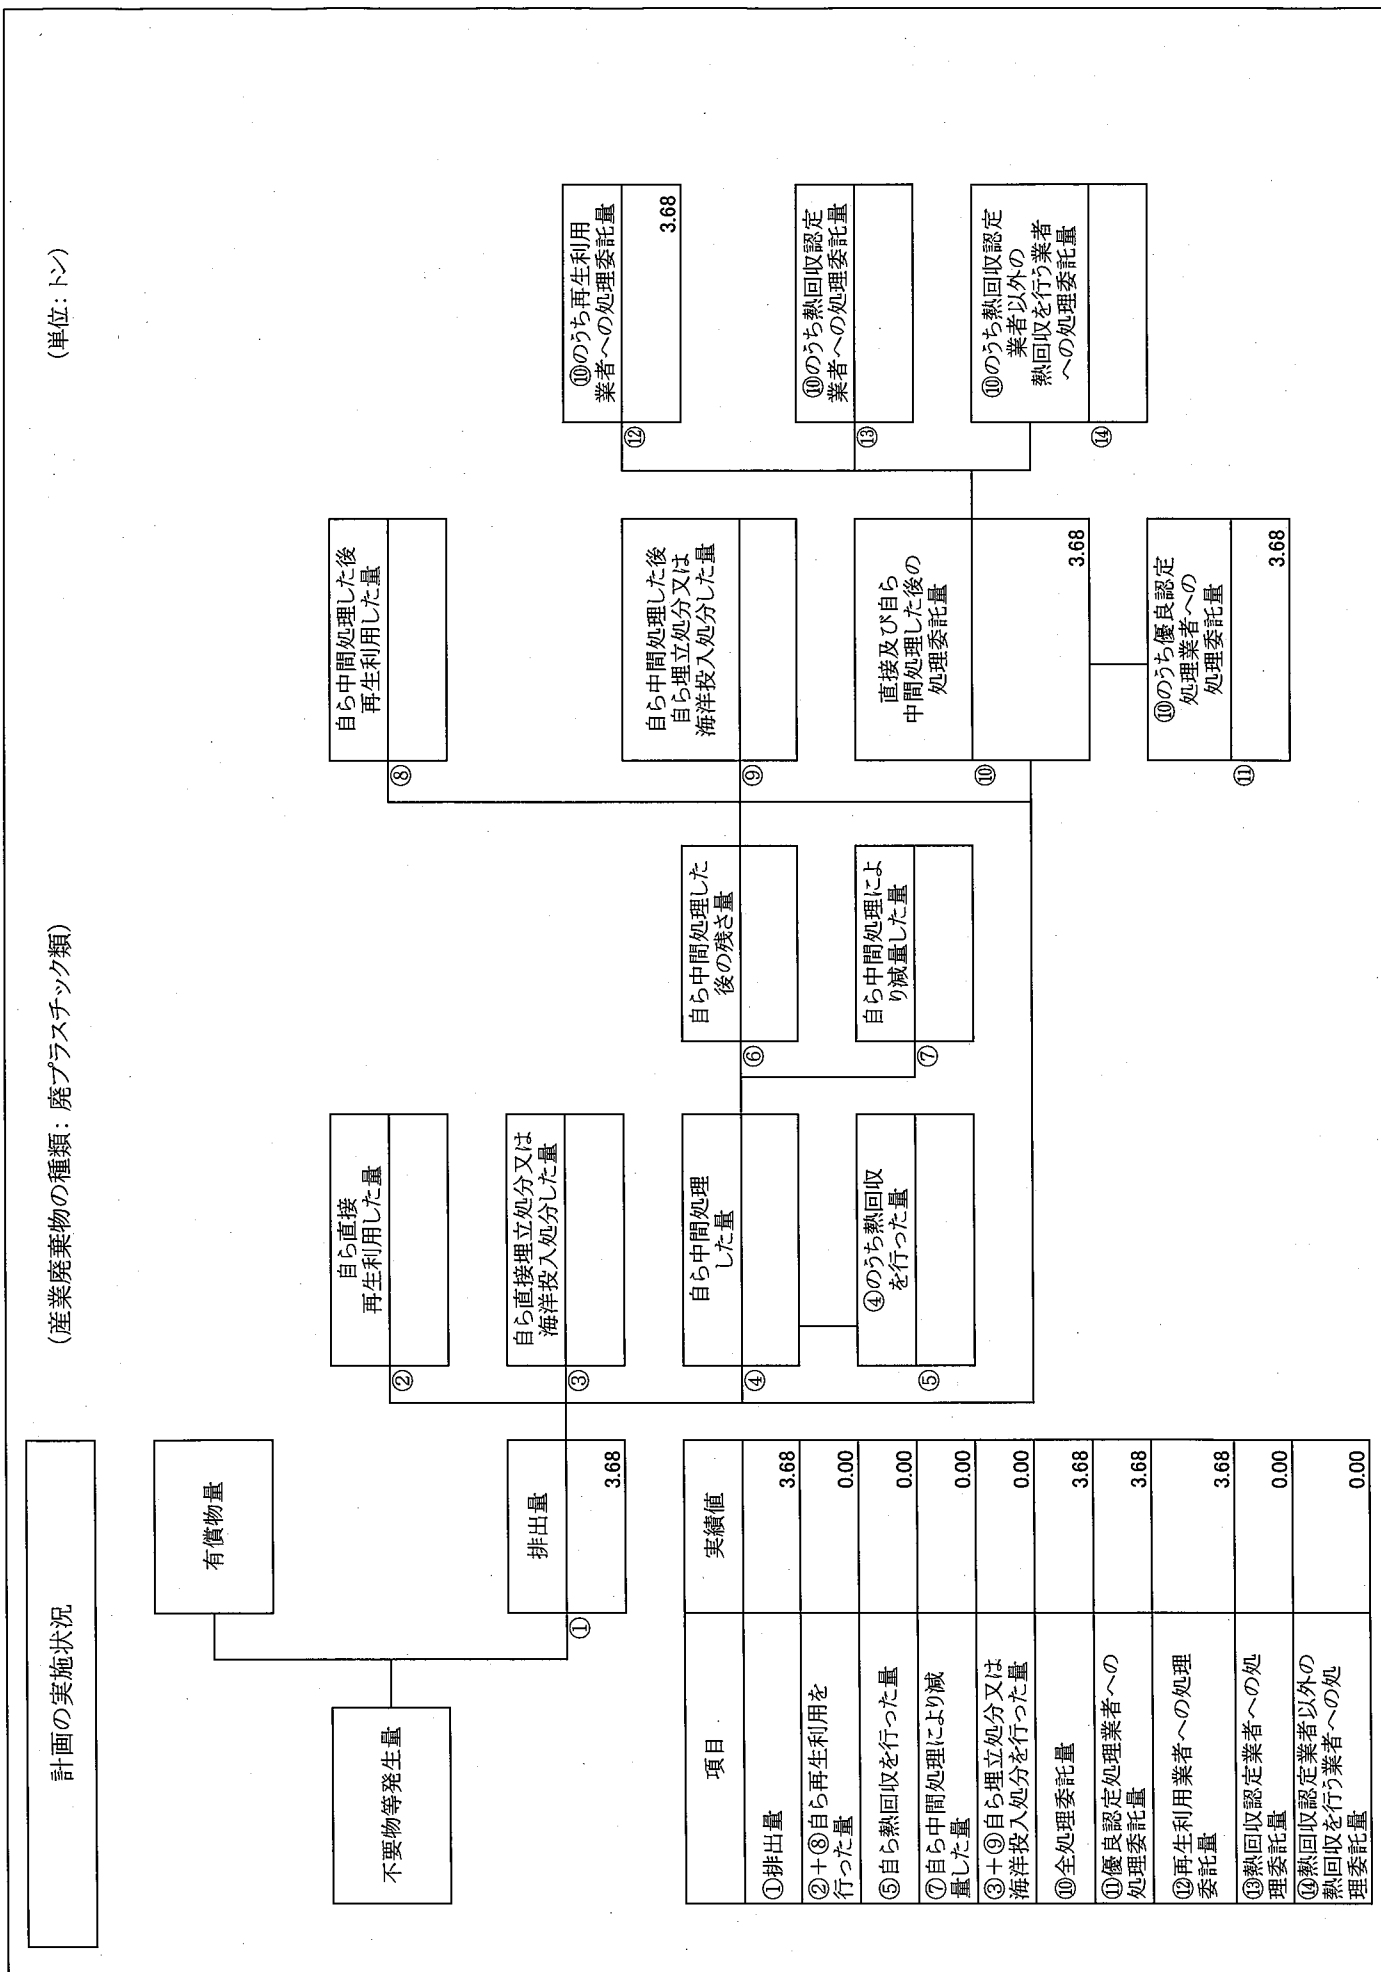 計画の実施状況
(産業廃棄物の種類: 廃プラスチック類)
(単位: トン)
不要物等発生量
有償物量
①
排出量
3.68
②
自ら直接
再生利用した量
③
自ら直接埋立処分又は
海洋投入処分した量
④
自ら中間処理
した量
⑤
④のうち熱回収
を行った量
⑥
自ら中間処理した
後の残さ量
⑦
自ら中間処理によ
り減量した量
⑧
自ら中間処理した後
再生利用した量
⑨
自ら中間処理した後
自ら埋立処分又は
海洋投入処分した量
⑩
直接及び自ら
中間処理した後の
処理委託量
3.68
⑪
⑩のうち優良認定
処理業者への
処理委託量
3.68
⑫
⑩のうち再生利用
業者への処理委託量
3.68
⑬
⑩のうち熱回収認定
業者への処理委託量
⑭
⑩のうち熱回収認定
業者以外の
熱回収を行う業者
への処理委託量
項目
実績値
①排出量
3.68
②+⑧自ら再生利用を
行った量
0.00
⑤自ら熱回収を行った量
0.00
⑦自ら中間処理により減
量した量
0.00
③+⑨自ら埋立処分又は
海洋投入処分を行った量
0.00
⑩全処理委託量
3.68
⑪優良認定処理業者への
処理委託量
3.68
⑫再生利用業者への処理
委託量
3.68
⑬熱回収認定業者への処
理委託量
0.00
⑭熱回収認定業者以外の
熱回収を行う業者への処
理委託量
0.00